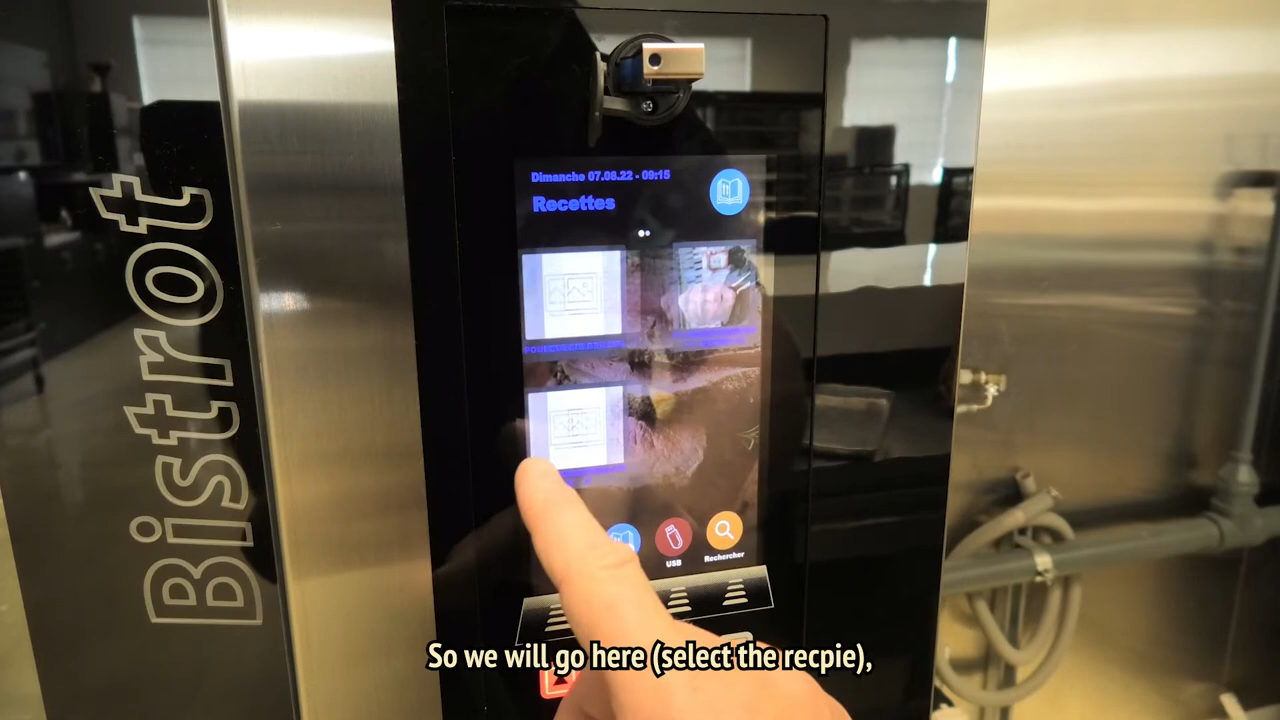 Bistrot
Dimanche 07.08.22 - 09:15
Recettes
USB
Rechercher
So we will go here (select the recpie),